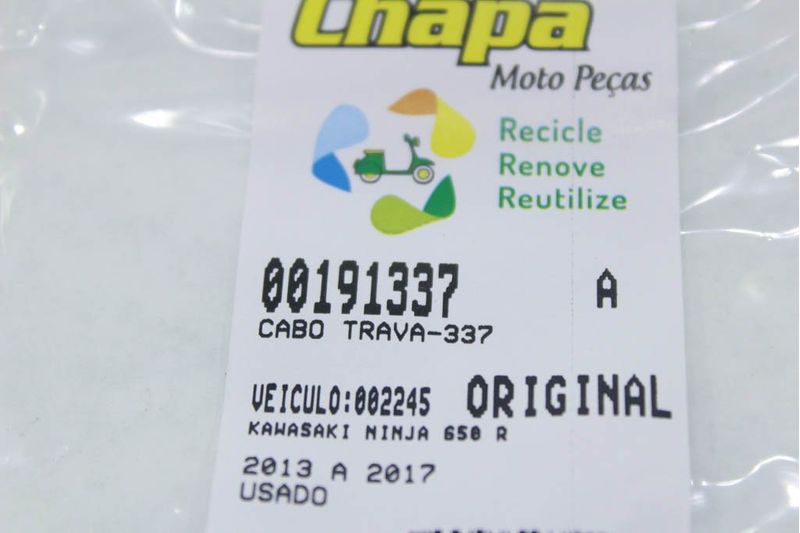 Chapa
Moto Peças
Recicle
Renove
Reutilize
00191337 A
CABO TRAVA-337
VEICULO:002245 ORIGINAL
KAWASAKI NINJA 650 R
2013 A 2017
USADO